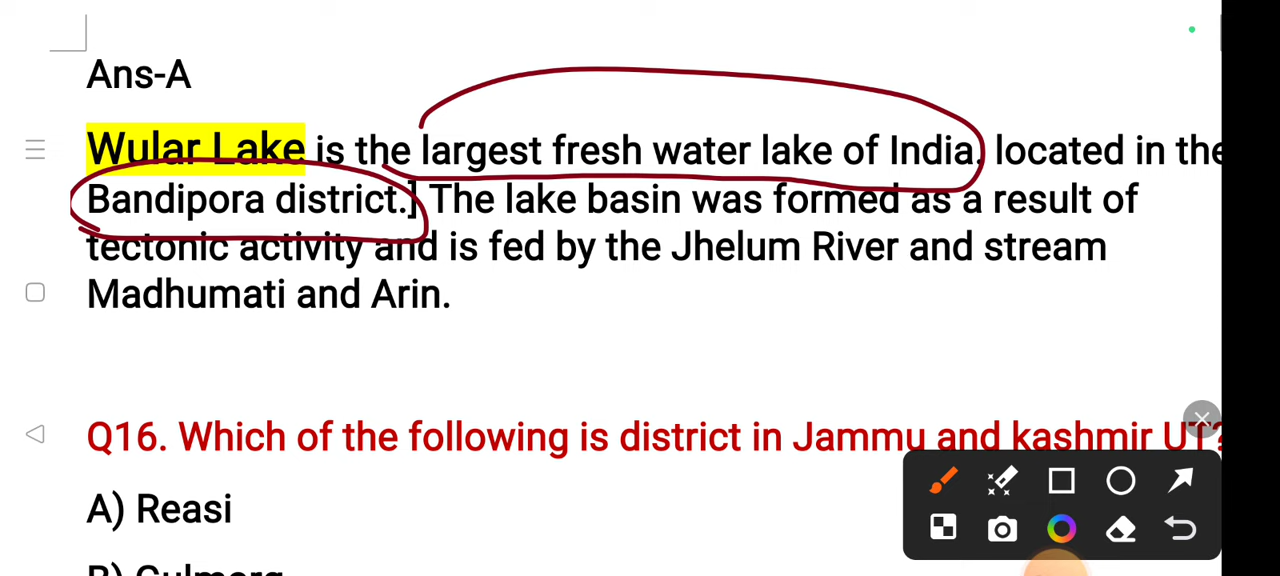 Ans-A
Wular Lake is the largest fresh water lake of India, located in the
Bandipora district.] The lake basin was formed as a result of
tectonic activity and is fed by the Jhelum River and stream
Madhumati and Arin.
Q16. Which of the following is district in Jammu and kashmir UT?
A) Reasi
B) Gulmarg